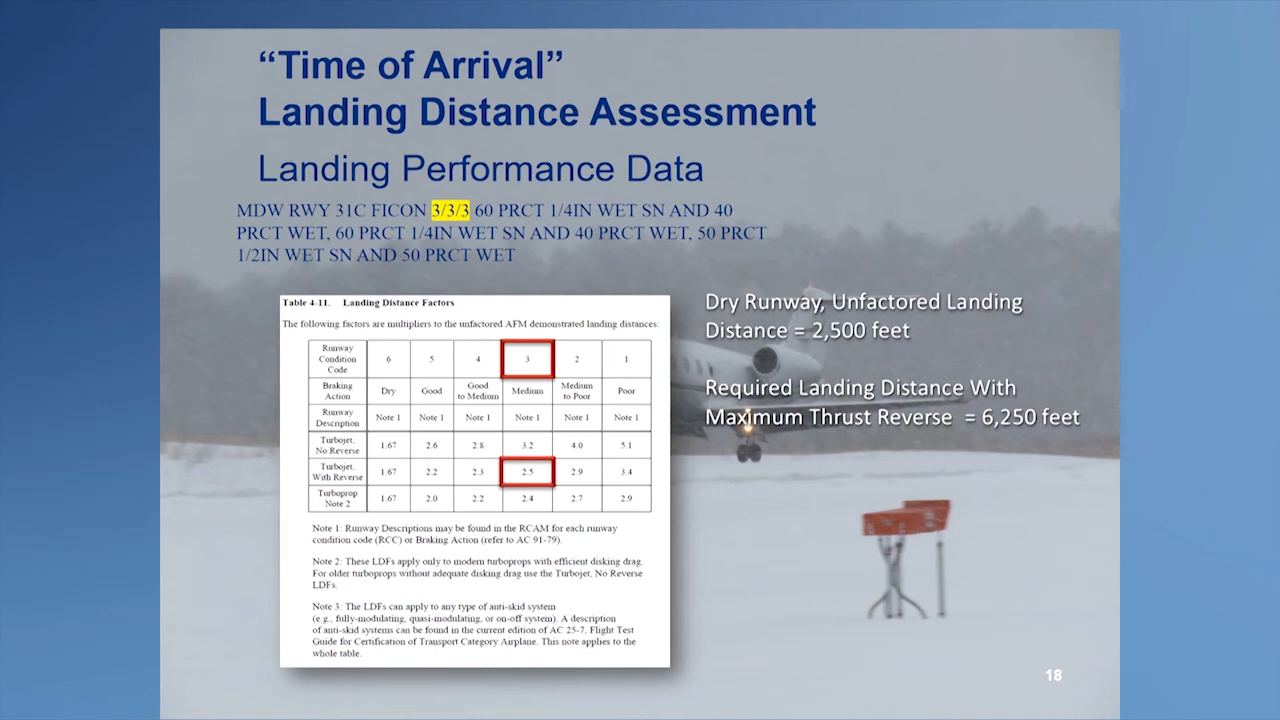 “Time of Arrival”
Landing Distance Assessment
Landing Performance Data
MDW RWY 31C FICON 3/3/3 60 PRCT 1/4IN WET SN AND 40
PRCT WET, 60 PRCT 1/4IN WET SN AND 40 PRCT WET, 50 PRCT
1/2IN WET SN AND 50 PRCT WET
Table 4-11. Landing Distance Factors
The following factors are multipliers to the unfactored AFM demonstrated landing distances:
Runway Condition Code 6 5 4 3 2 1
Braking Action Dry Good Good to Medium Medium Medium to Poor Poor
Runway Description Note 1 Note 1 Note 1 Note 1 Note 1 Note 1
Turbojet, No Reverse 1.67 2.6 2.8 3.2 4.0 5.1
Turbojet, With Reverse 1.67 2.2 2.3 2.5 2.9 3.4
Turboprop Note 2 1.67 2.0 2.2 2.4 2.7 2.9
Note 1: Runway Descriptions may be found in the RCAM for each runway
condition code (RCC) or Braking Action (refer to AC 91-79).
Note 2: These LDFs apply only to modern turboprops with efficient disking drag.
For older turboprops without adequate disking drag use the Turbojet, No Reverse
LDFs.
Note 3: The LDFs can apply to any type of anti-skid system
(e.g., fully-modulating, quasi-modulating, or on-off system). A description
of anti-skid systems can be found in the current edition of AC 25-7, Flight Test
Guide for Certification of Transport Category Airplane. This note applies to the
whole table.
Dry Runway, Unfactored Landing
Distance = 2,500 feet
Required Landing Distance With
Maximum Thrust Reverse = 6,250 feet
18